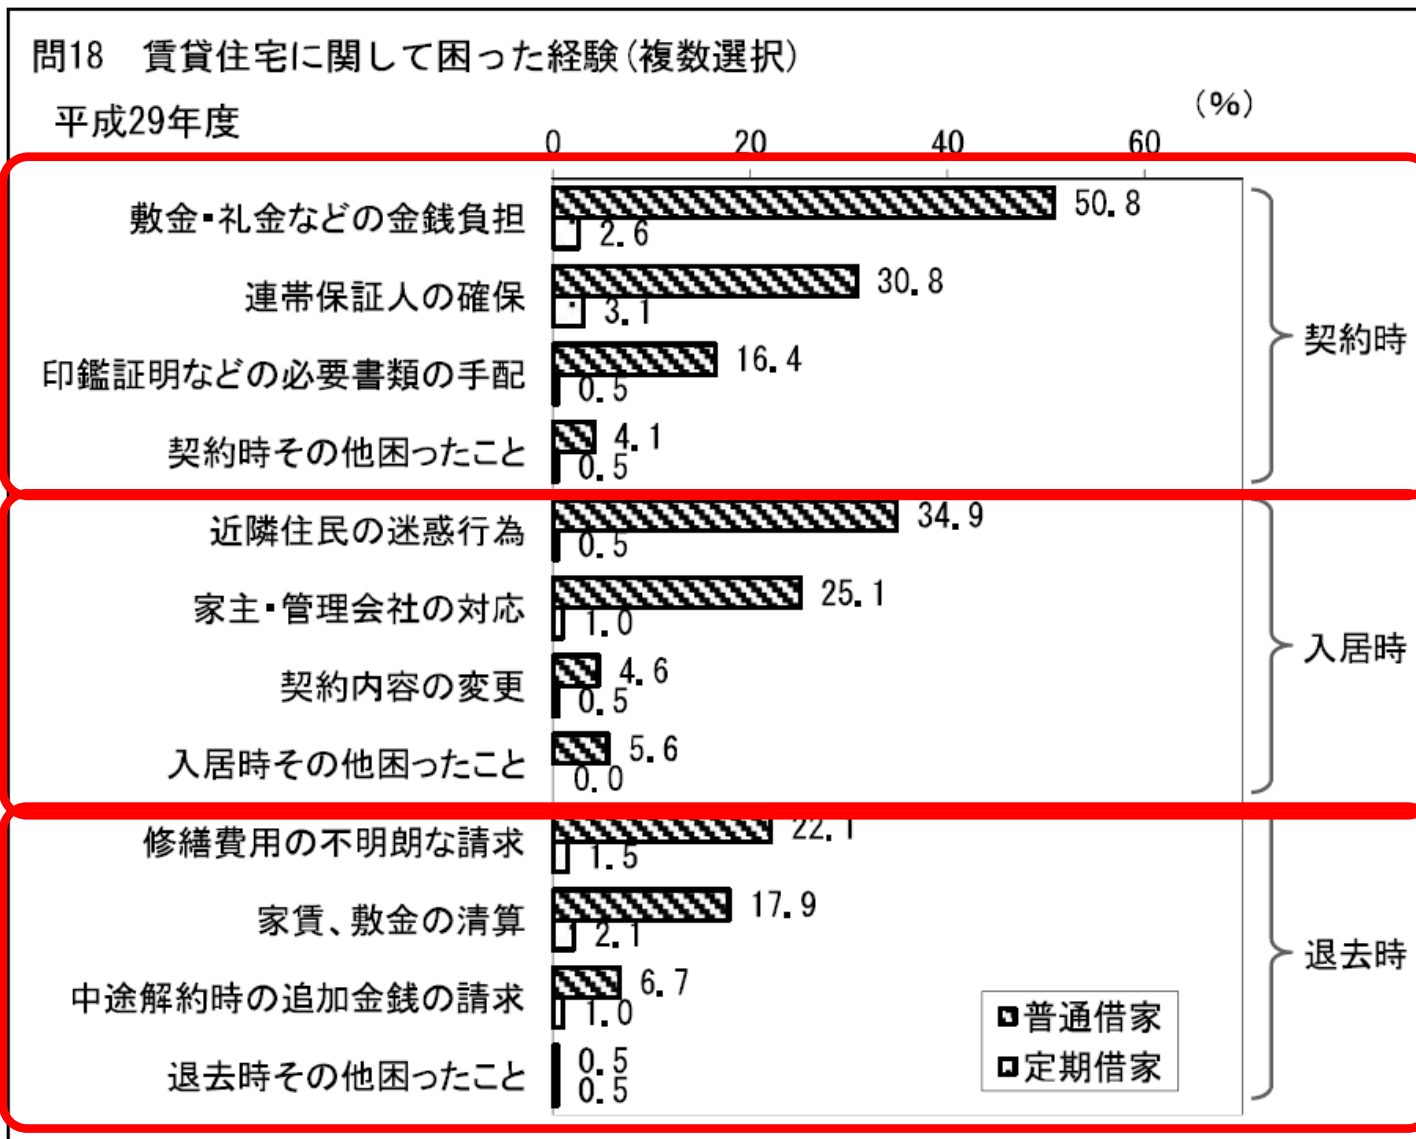 問18　賃貸住宅に関して困った経験(複数選択)
平成29年度
(%)
0 20 40 60
敷金・礼金などの金銭負担 50.8
2.6
連帯保証人の確保 30.8
3.1
印鑑証明などの必要書類の手配 16.4
0.5
契約時その他困ったこと 4.1
0.5
契約時
近隣住民の迷惑行為 34.9
0.5
家主・管理会社の対応 25.1
1.0
契約内容の変更 4.6
0.5
入居時その他困ったこと 5.6
0.0
入居時
修繕費用の不明朗な請求 22.1
1.5
家賃、敷金の清算 17.9
2.1
中途解約時の追加金銭の請求 6.7
1.0
退去時その他困ったこと 0.5
0.5
退去時
普通借家
定期借家